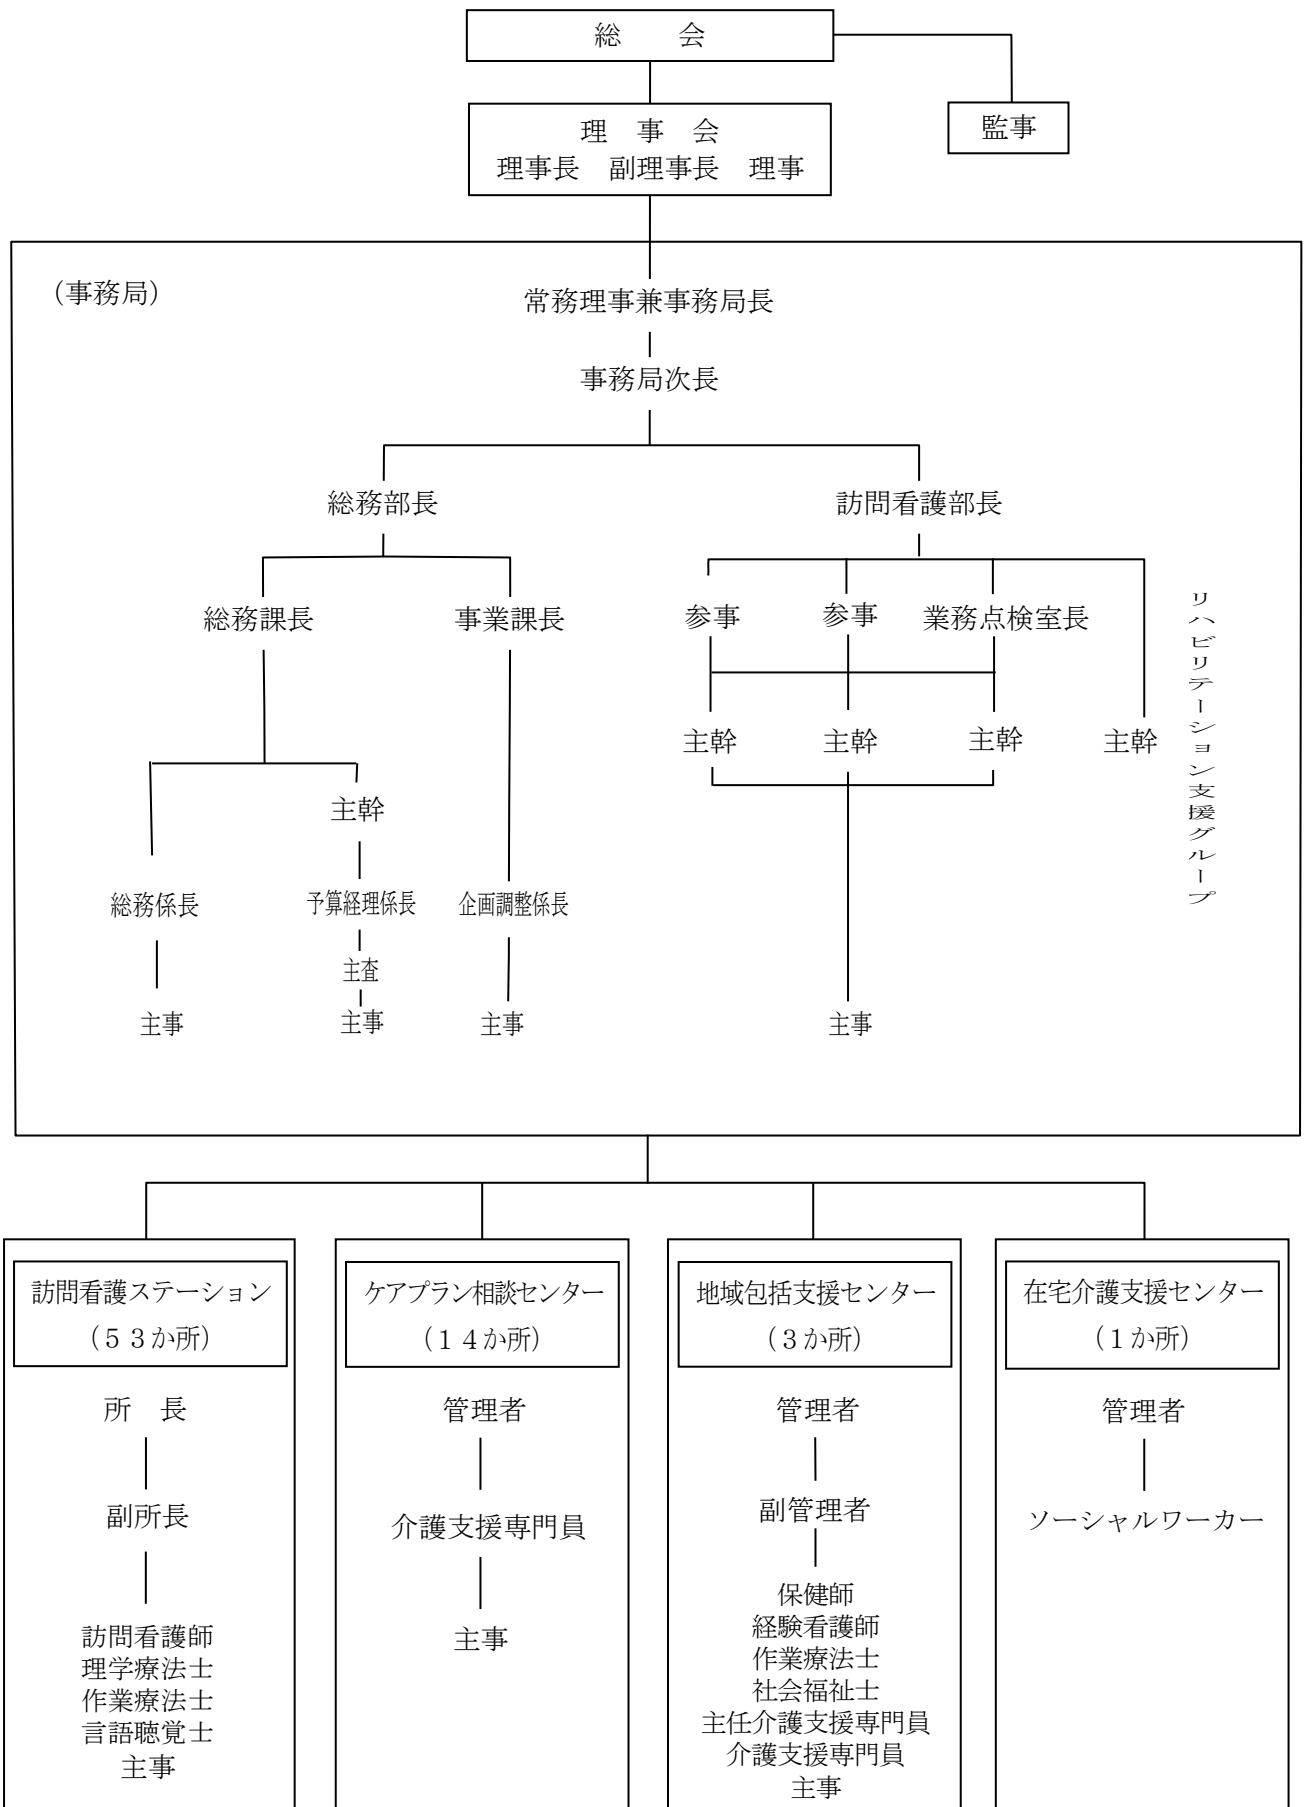 総　　会
理　事　会
理事長　副理事長　理事
監事
（事務局）
常務理事兼事務局長
事務局次長
総務部長
訪問看護部長
総務課長
事業課長
参事
参事
業務点検室長
リハビリテーション支援グループ
主幹
主幹
主幹
主幹
主幹
総務係長
予算経理係長
企画調整係長
主査
主事
主事
主事
主事
訪問看護ステーション
（５３か所）
所　長
副所長
訪問看護師
理学療法士
作業療法士
言語聴覚士
主事
ケアプラン相談センター
（１４か所）
管理者
介護支援専門員
主事
地域包括支援センター
（３か所）
管理者
副管理者
保健師
経験看護師
作業療法士
社会福祉士
主任介護支援専門員
介護支援専門員
主事
在宅介護支援センター
（１か所）
管理者
ソーシャルワーカー